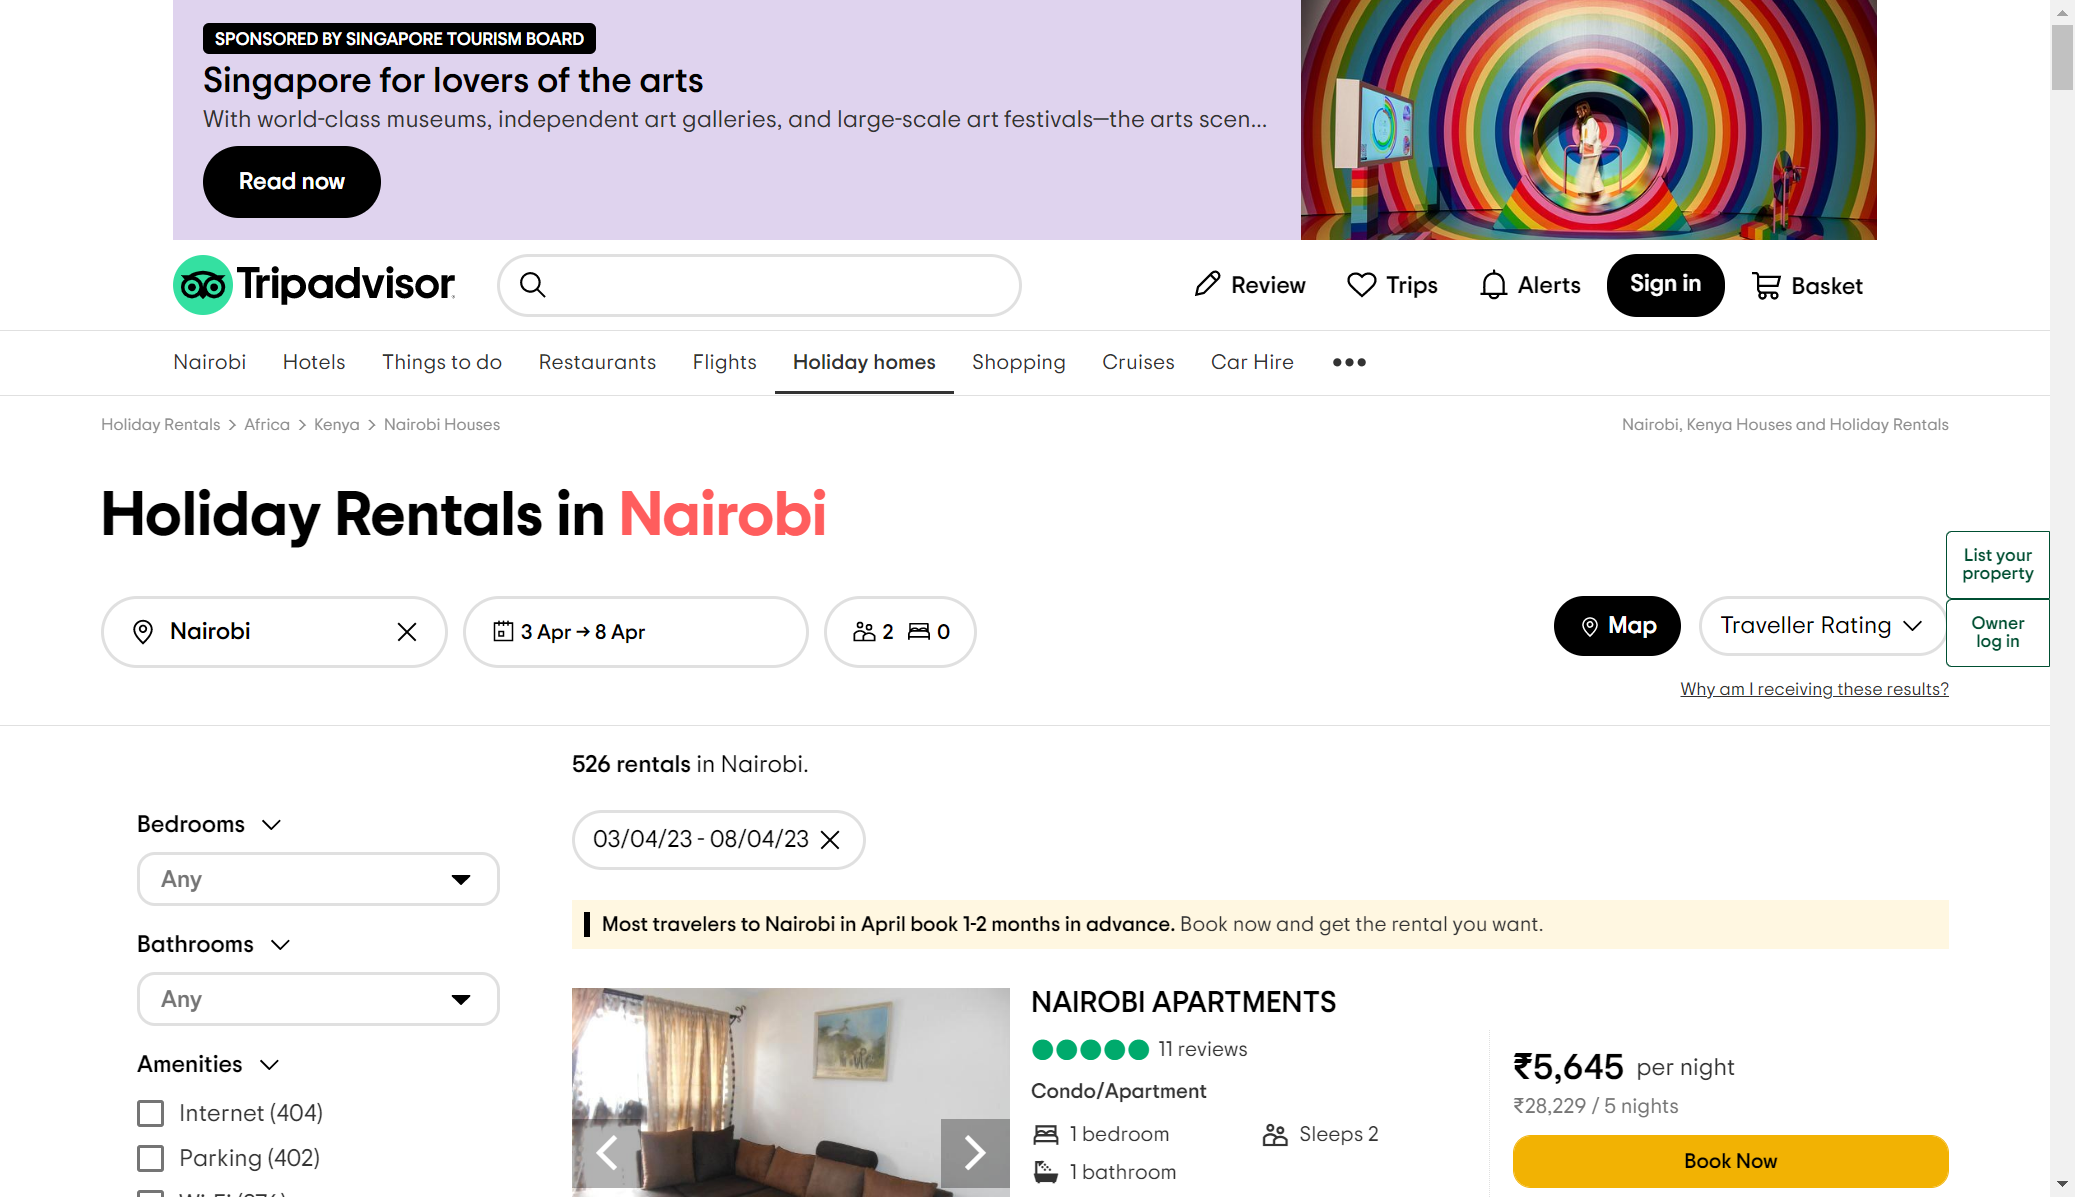 SPONSORED BY SINGAPORE TOURISM BOARD
Singapore for lovers of the arts
With world-class museums, independent art galleries, and large-scale art festivals—the arts scen...
Read now
Tripadvisor
Review
Trips
Alerts
Sign in
Basket
Nairobi
Hotels
Things to do
Restaurants
Flights
Holiday homes
Shopping
Cruises
Car Hire
Holiday Rentals > Africa > Kenya > Nairobi Houses
Nairobi, Kenya Houses and Holiday Rentals
Holiday Rentals in Nairobi
List your
property
Owner
log in
Nairobi
3 Apr → 8 Apr
2
0
Map
Traveller Rating
Why am I receiving these results?
526 rentals in Nairobi.
Bedrooms
Any
Bathrooms
Any
Amenities
Internet (404)
Parking (402)
03/04/23 - 08/04/23
Most travelers to Nairobi in April book 1-2 months in advance. Book now and get the rental you want.
NAIROBI APARTMENTS
11 reviews
Condo/Apartment
1 bedroom
Sleeps 2
1 bathroom
₹5,645 per night
₹28,229 / 5 nights
Book Now